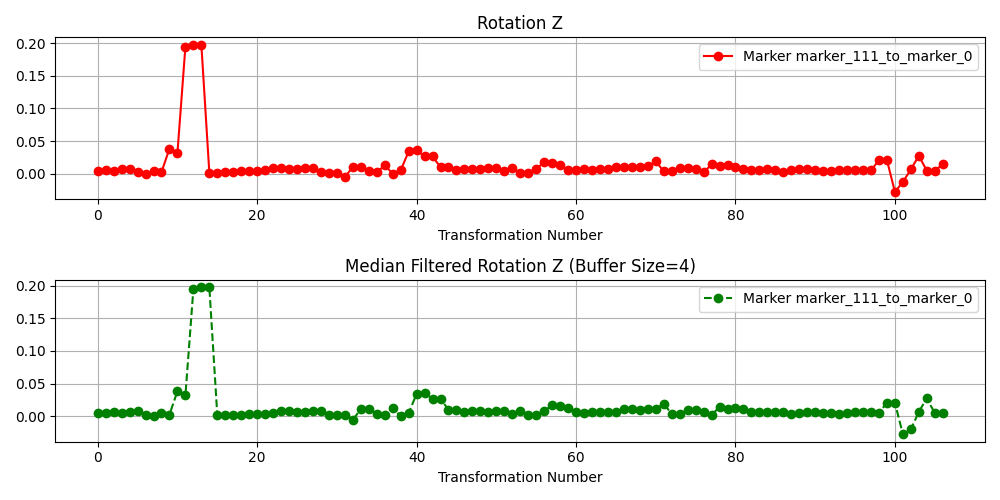 Rotation Z
0.20
0.15
0.10
0.05
0.00
Marker marker_111_to_marker_0
0 20 40 60 80 100
Transformation Number
Median Filtered Rotation Z (Buffer Size=4)
0.20
0.15
0.10
0.05
0.00
Marker marker_111_to_marker_0
0 20 40 60 80 100
Transformation Number